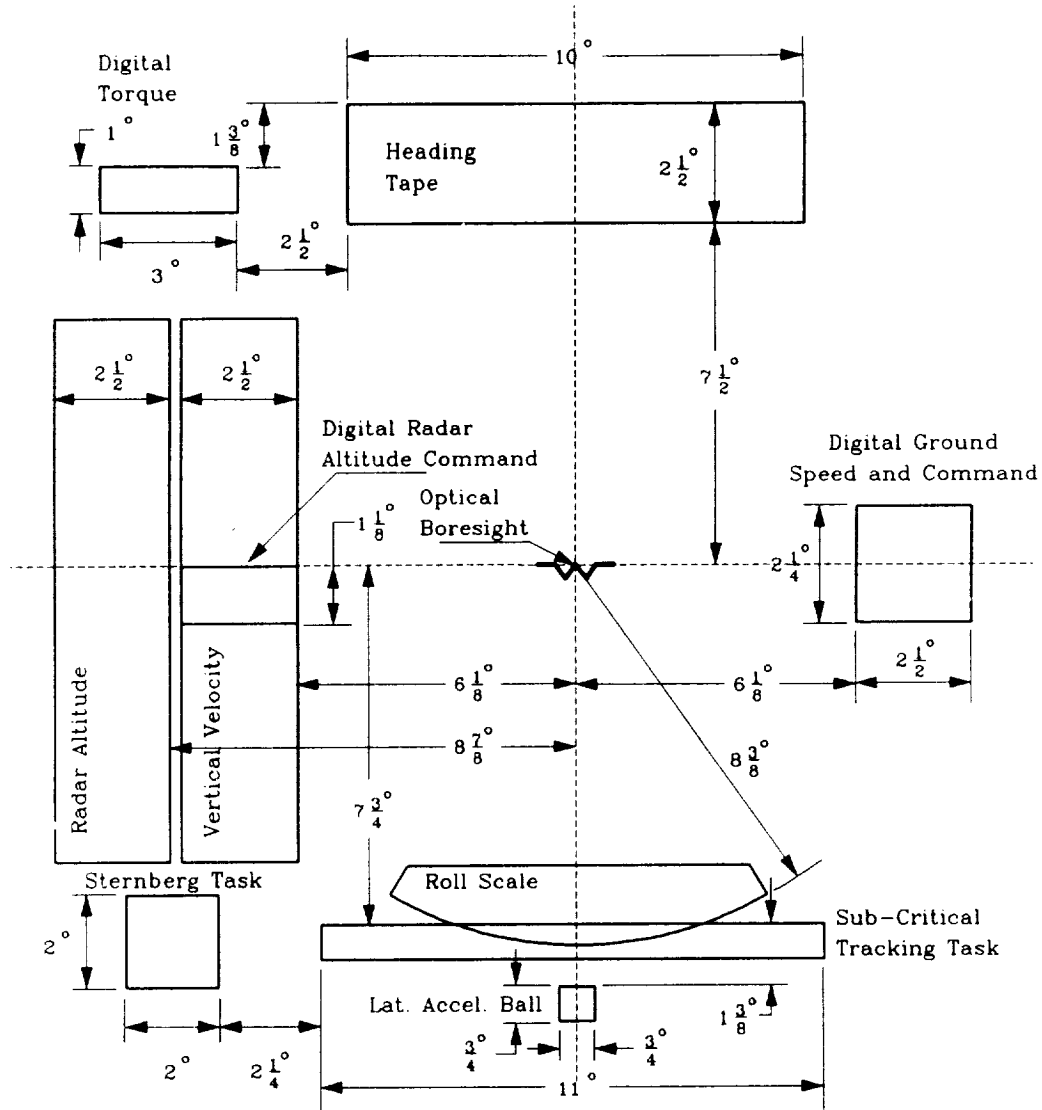 10°
Digital
Torque
1°
1 3/8°
Heading
Tape
2 1/2°
3°
2 1/2°
7 1/2°
2 1/2°
2 1/2°
Digital Radar
Altitude Command
Optical
Boresight
1 1/8°
Digital Ground
Speed and Command
2 1/4°
2 1/2°
Radar Altitude
Vertical Velocity
6 1/8°
6 1/8°
8 7/8°
8 3/8°
7 3/4°
Sternberg Task
Roll Scale
2°
Sub-Critical
Tracking Task
Lat. Accel. Ball
1 3/8°
3/4°
3/4°
2°
2 1/4°
11°